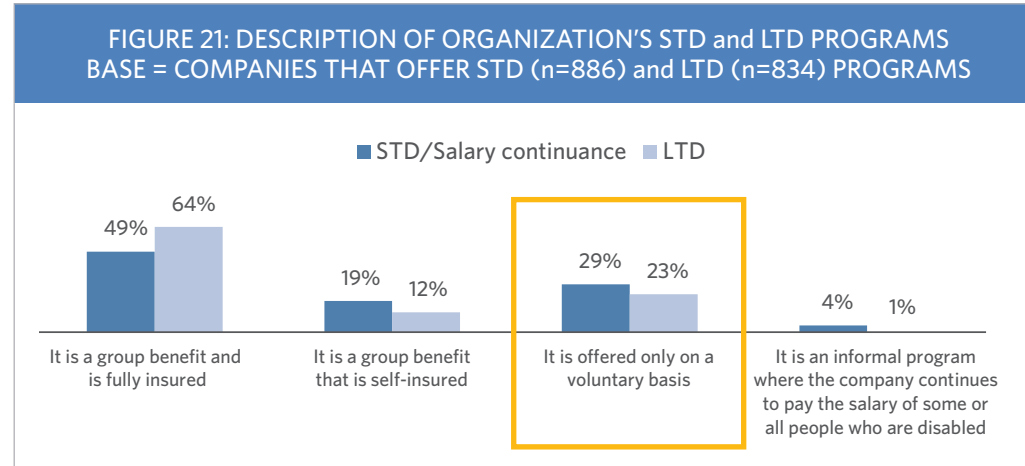 FIGURE 21: DESCRIPTION OF ORGANIZATION'S STD and LTD PROGRAMS
BASE = COMPANIES THAT OFFER STD (n=886) and LTD (n=834) PROGRAMS
STD/Salary continuance LTD
49% 64%
19% 12%
29% 23%
4% 1%
It is a group benefit and
is fully insured
It is a group benefit
that is self-insured
It is offered only on a
voluntary basis
It is an informal program
where the company continues
to pay the salary of some or
all people who are disabled